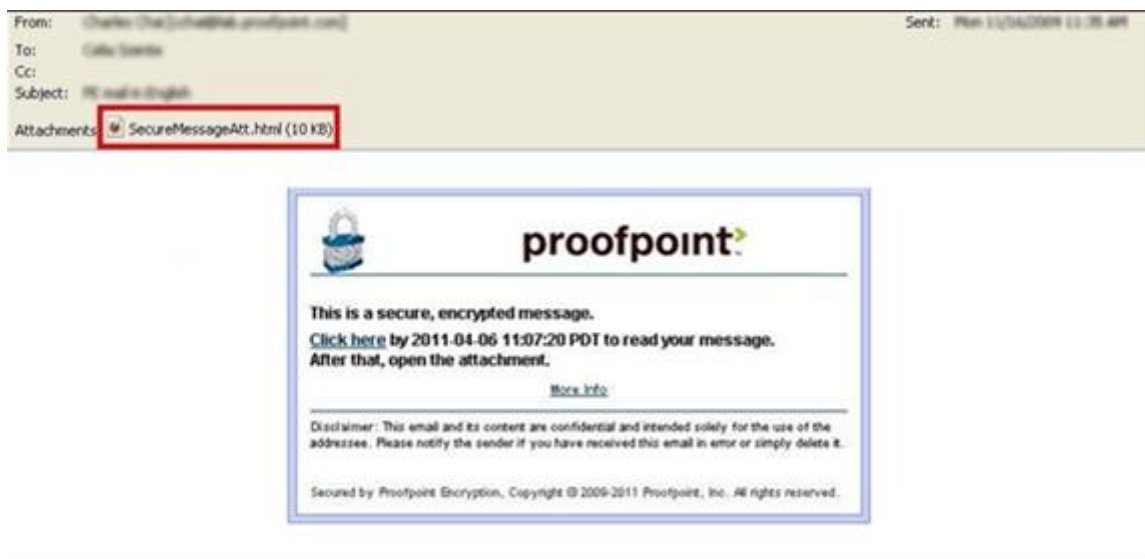 From:
Sent:
To:
Cc:
Subject:
Attachments SecureMessageAtt.html (10 KB)
proofpoint
This is a secure, encrypted message.
Click here by 2011-04-06 11:07:20 PDT to read your message.
After that, open the attachment.
More Info
Disclaimer: This email and its content are confidential and intended solely for the use of the
addressee. Please notify the sender if you have received this email in error or simply delete it.
Secured by Proofpoint Encryption, Copyright © 2009-2011 Proofpoint, Inc. All rights reserved.